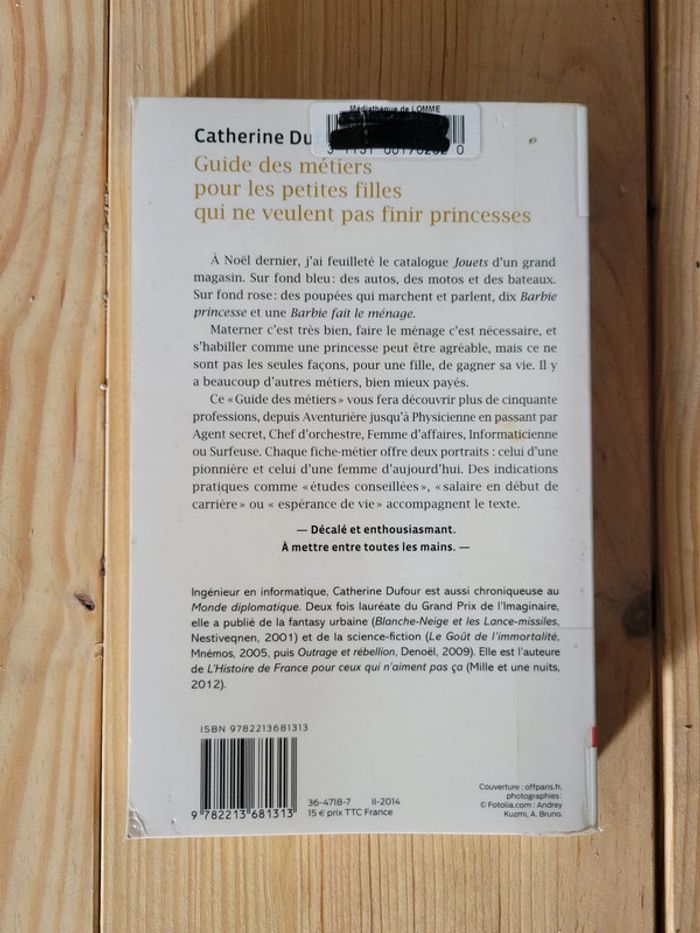 Médiathèque de LOMME
Catherine Du
Guide des métiers
pour les petites filles
qui ne veulent pas finir princesses
À Noël dernier, j'ai feuilleté le catalogue Jouets d'un grand
magasin. Sur fond bleu : des autos, des motos et des bateaux.
Sur fond rose : des poupées qui marchent et parlent, dix Barbie
princesse et une Barbie fait le ménage.
Materner c'est très bien, faire le ménage c'est nécessaire, et
s'habiller comme une princesse peut être agréable, mais ce ne
sont pas les seules façons, pour une fille, de gagner sa vie. Il y
a beaucoup d'autres métiers, bien mieux payés.
Ce « Guide des métiers » vous fera découvrir plus de cinquante
professions, depuis Aventurière jusqu'à Physicienne en passant par
Agent secret, Chef d'orchestre, Femme d'affaires, Informaticienne
ou Surfeuse. Chaque fiche-métier offre deux portraits : celui d'une
pionnière et celui d'une femme d'aujourd'hui. Des indications
pratiques comme « études conseillées », « salaire en début de
carrière » ou « espérance de vie » accompagnent le texte.
— Décalé et enthousiasmant.
À mettre entre toutes les mains. —
Ingénieur en informatique, Catherine Dufour est aussi chroniqueuse au
Monde diplomatique. Deux fois lauréate du Grand Prix de l'Imaginaire,
elle a publié de la fantasy urbaine (Blanche-Neige et les Lance-missiles,
Nestiveqnen, 2001) et de la science-fiction (Le Goût de l'immortalité,
Mnémos, 2005, puis Outrage et rébellion, Denoël, 2009). Elle est l'auteure
de L'Histoire de France pour ceux qui n'aiment pas ça (Mille et une nuits,
2012).
ISBN 9782213681313
9 782213 681313
36-4718-7 II-2014
15 € prix TTC France
Couverture : offparis.fr,
photographies :
© Fotolia.com : Andrey
Kuzmi, A. Bruno.